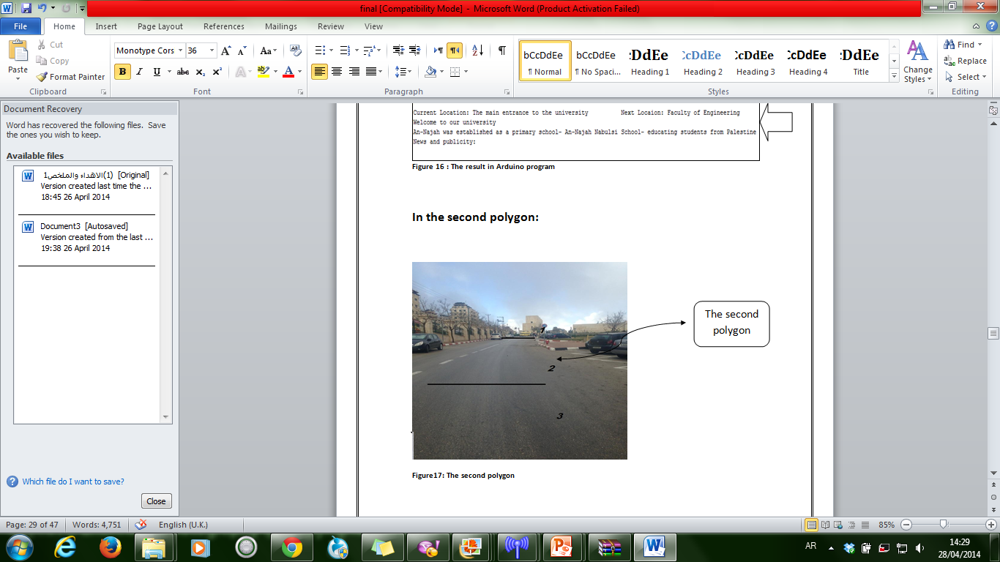 final [Compatibility Mode] - Microsoft Word (Product Activation Failed)
File Home Insert Page Layout References Mailings Review View
Paste
Cut
Copy
Format Painter
Clipboard
Monotype Cors 36
Font
Paragraph
bCcDdEe bCcDdEe :DdEe :cDdEe :cDdEe :cDdEe :DdEe
¶ Normal ¶ No Spaci... Heading 1 Heading 2 Heading 3 Heading 4 Title
Styles
Change Styles
Find
Replace
Select
Editing
Document Recovery
Word has recovered the following files. Save
the ones you wish to keep.
Available files
الاهداء والملخص1(1) [Original]
Version created last time the ...
18:45 26 April 2014
Document3 [Autosaved]
Version created from the last ...
19:38 26 April 2014
Which file do I want to save?
Close
Current Location: The main entrance to the university Next Locaion: Faculty of Engineering
Welcome to our university
An-Najah was established as a primary school- An-Najah Nabulsi School- educating students from Palestine
News and publicity:
Figure 16 : The result in Arduino program
In the second polygon:
1
2
3
The second
polygon
Figure17: The second polygon
Page: 29 of 47 Words: 4,751 English (U.K.) 85%
AR 14:29
28/04/2014